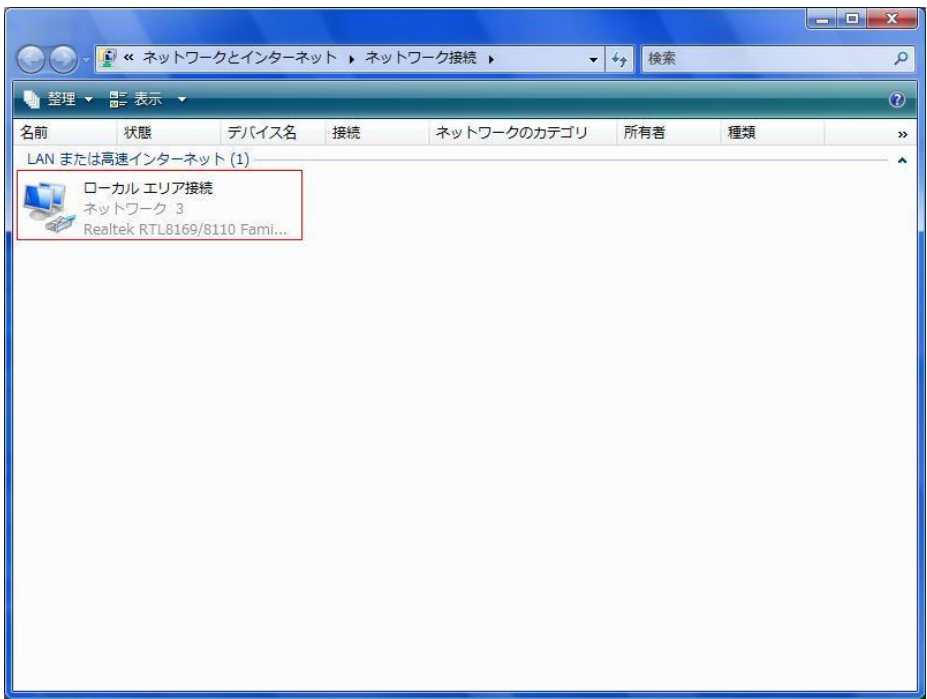 « ネットワークとインターネット ▸ ネットワーク接続 ▸ 検索
整理 表示
名前 状態 デバイス名 接続 ネットワークのカテゴリ 所有者 種類 »
LAN または高速インターネット (1)
ローカル エリア接続
ネットワーク 3
Realtek RTL8169/8110 Fami...